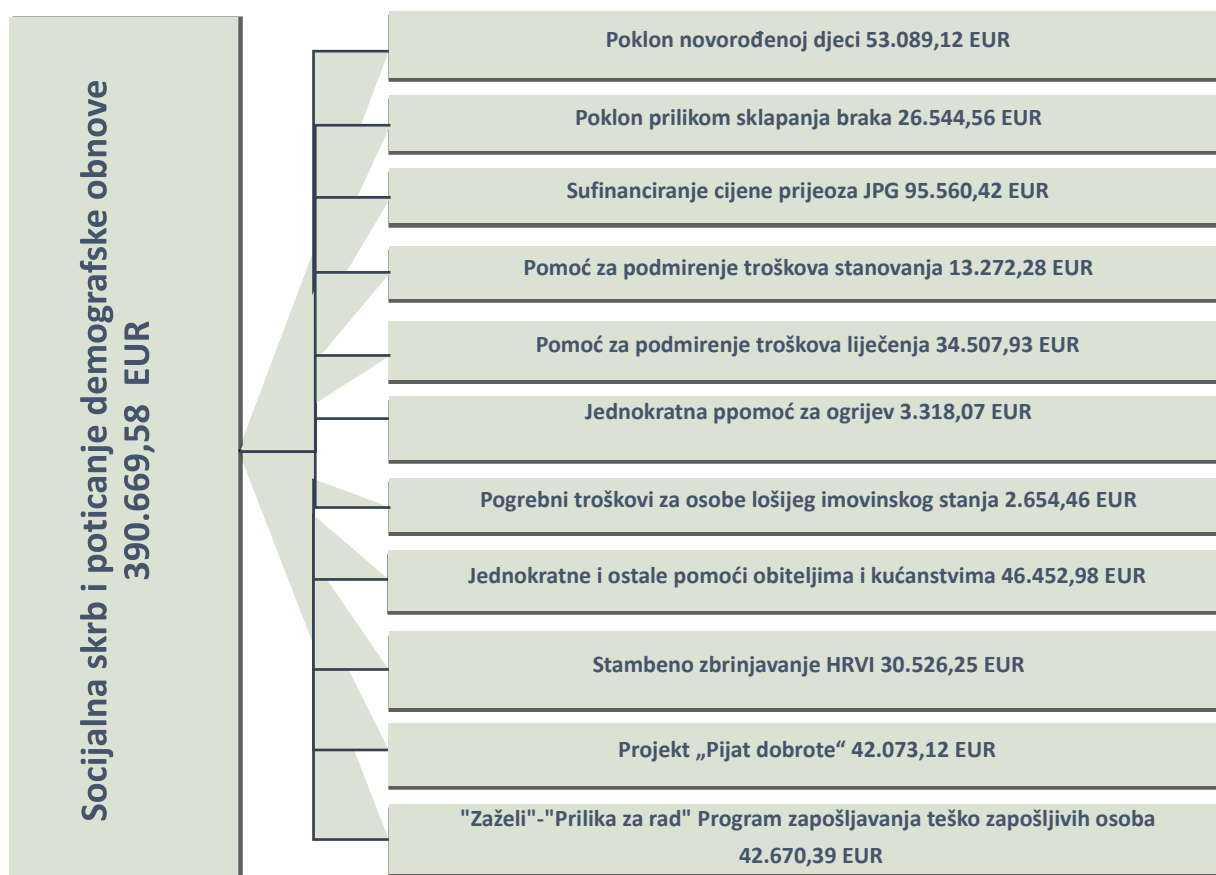 Socijalna skrb i poticanje demografske obnove
390.669,58 EUR
Poklon novorođenoj djeci 53.089,12 EUR
Poklon prilikom sklapanja braka 26.544,56 EUR
Sufinanciranje cijene prijeoza JPG 95.560,42 EUR
Pomoć za podmirenje troškova stanovanja 13.272,28 EUR
Pomoć za podmirenje troškova liječenja 34.507,93 EUR
Jednokratna ppomoć za ogrijev 3.318,07 EUR
Pogrebni troškovi za osobe lošijeg imovinskog stanja 2.654,46 EUR
Jednokratne i ostale pomoći obiteljima i kućanstvima 46.452,98 EUR
Stambeno zbrinjavanje HRVI 30.526,25 EUR
Projekt „Pijat dobrote“ 42.073,12 EUR
"Zaželi"-"Prilika za rad" Program zapošljavanja teško zapošljivih osoba
42.670,39 EUR